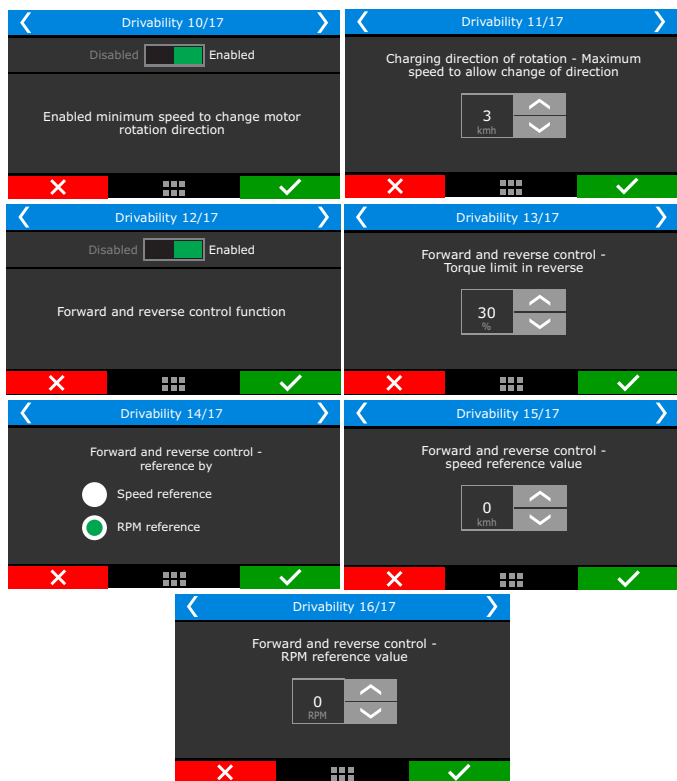 Drivability 10/17
Disabled Enabled
Enabled minimum speed to change motor
rotation direction
Drivability 11/17
Charging direction of rotation - Maximum
speed to allow change of direction
3
kmh
Drivability 12/17
Disabled Enabled
Forward and reverse control function
Drivability 13/17
Forward and reverse control -
Torque limit in reverse
30
%
Drivability 14/17
Forward and reverse control -
reference by
Speed reference
RPM reference
Drivability 15/17
Forward and reverse control -
speed reference value
0
kmh
Drivability 16/17
Forward and reverse control -
RPM reference value
0
RPM